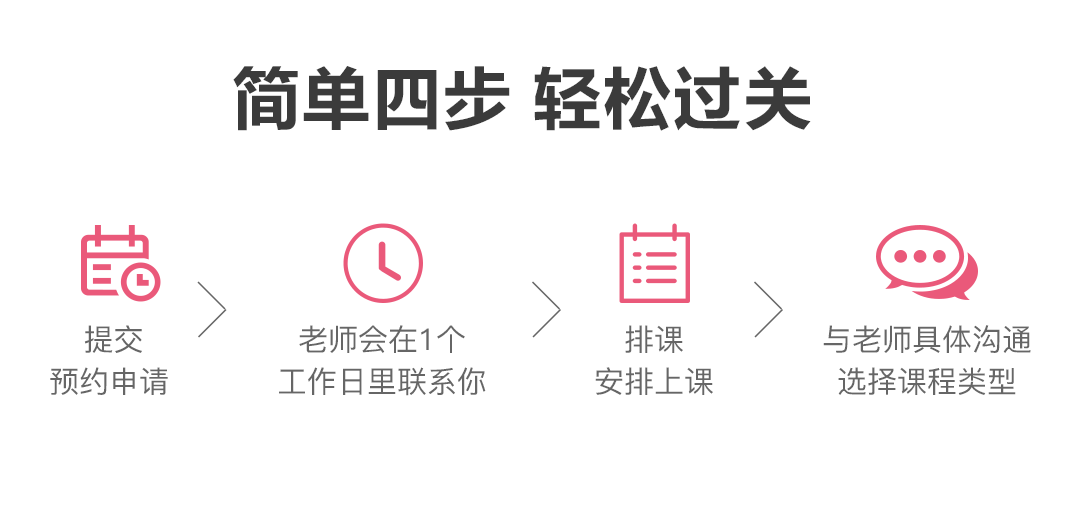 简单四步 轻松过关
提交
预约申请
老师会在1个
工作日里联系你
排课
安排上课
与老师具体沟通
选择课程类型